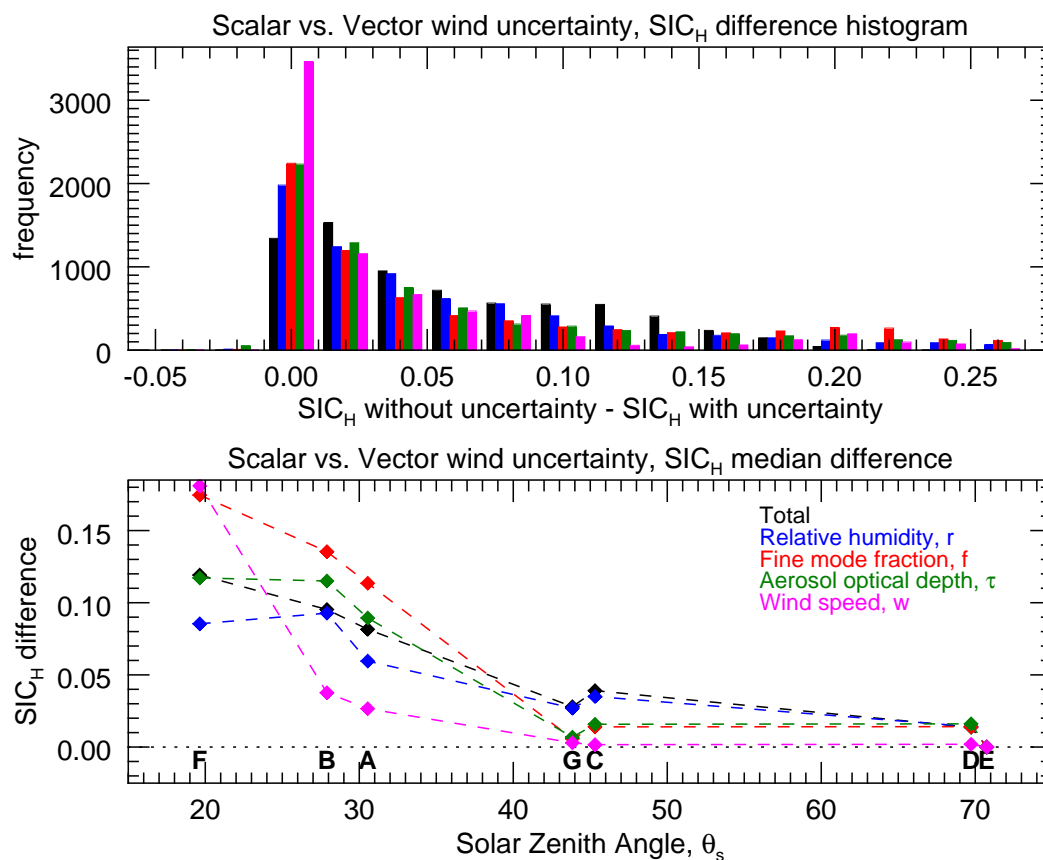 Scalar vs. Vector wind uncertainty, SIC_H difference histogram
3000
2000
1000
0
frequency
-0.05 0.00 0.05 0.10 0.15 0.20 0.25
SIC_H without uncertainty - SIC_H with uncertainty
Scalar vs. Vector wind uncertainty, SIC_H median difference
0.15
0.10
0.05
0.00
SIC_H difference
Total
Relative humidity, r
Fine mode fraction, f
Aerosol optical depth, τ
Wind speed, w
F B A G C D E
20 30 40 50 60 70
Solar Zenith Angle, θ_s